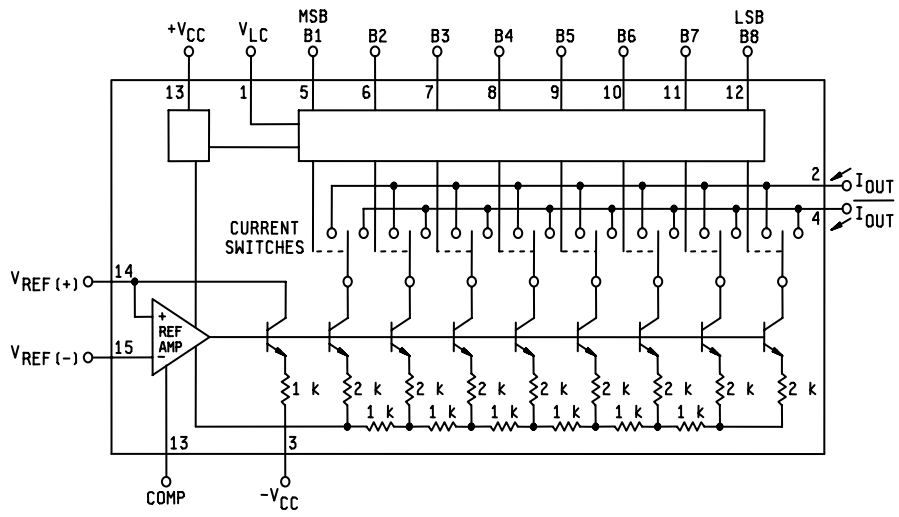 MSB LSB
+VCC VLC B1 B2 B3 B4 B5 B6 B7 B8
13 1 5 6 7 8 9 10 11 12
2 IOUT
4 IOUT
CURRENT
SWITCHES
VREF(+) 14
+
REF
AMP
VREF(-) 15 −
1 k 2 k 2 k 2 k 2 k 2 k 2 k 2 k 2 k
1 k 1 k 1 k 1 k 1 k 1 k
13 3
COMP −VCC